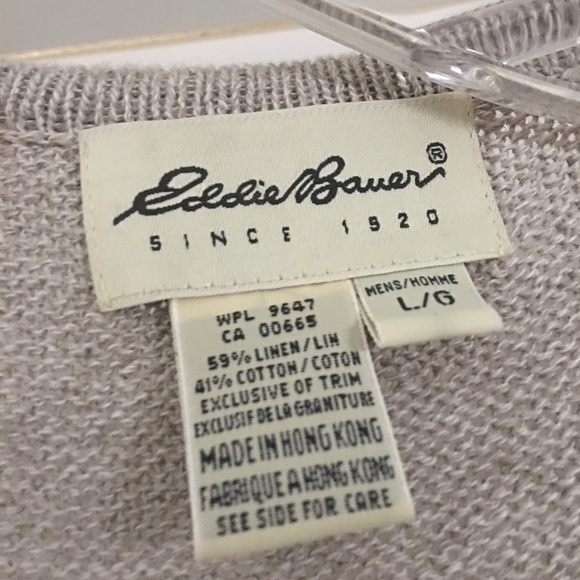 Eddie Bauer®
SINCE 1920
MENS/HOMME
L/G
WPL 9647
CA 00665
59% LINEN/LIN
41% COTTON/COTON
EXCLUSIVE OF TRIM
EXCLUSIF DE LA GRANITURE
MADE IN HONG KONG
FABRIQUE A HONG KONG
SEE SIDE FOR CARE